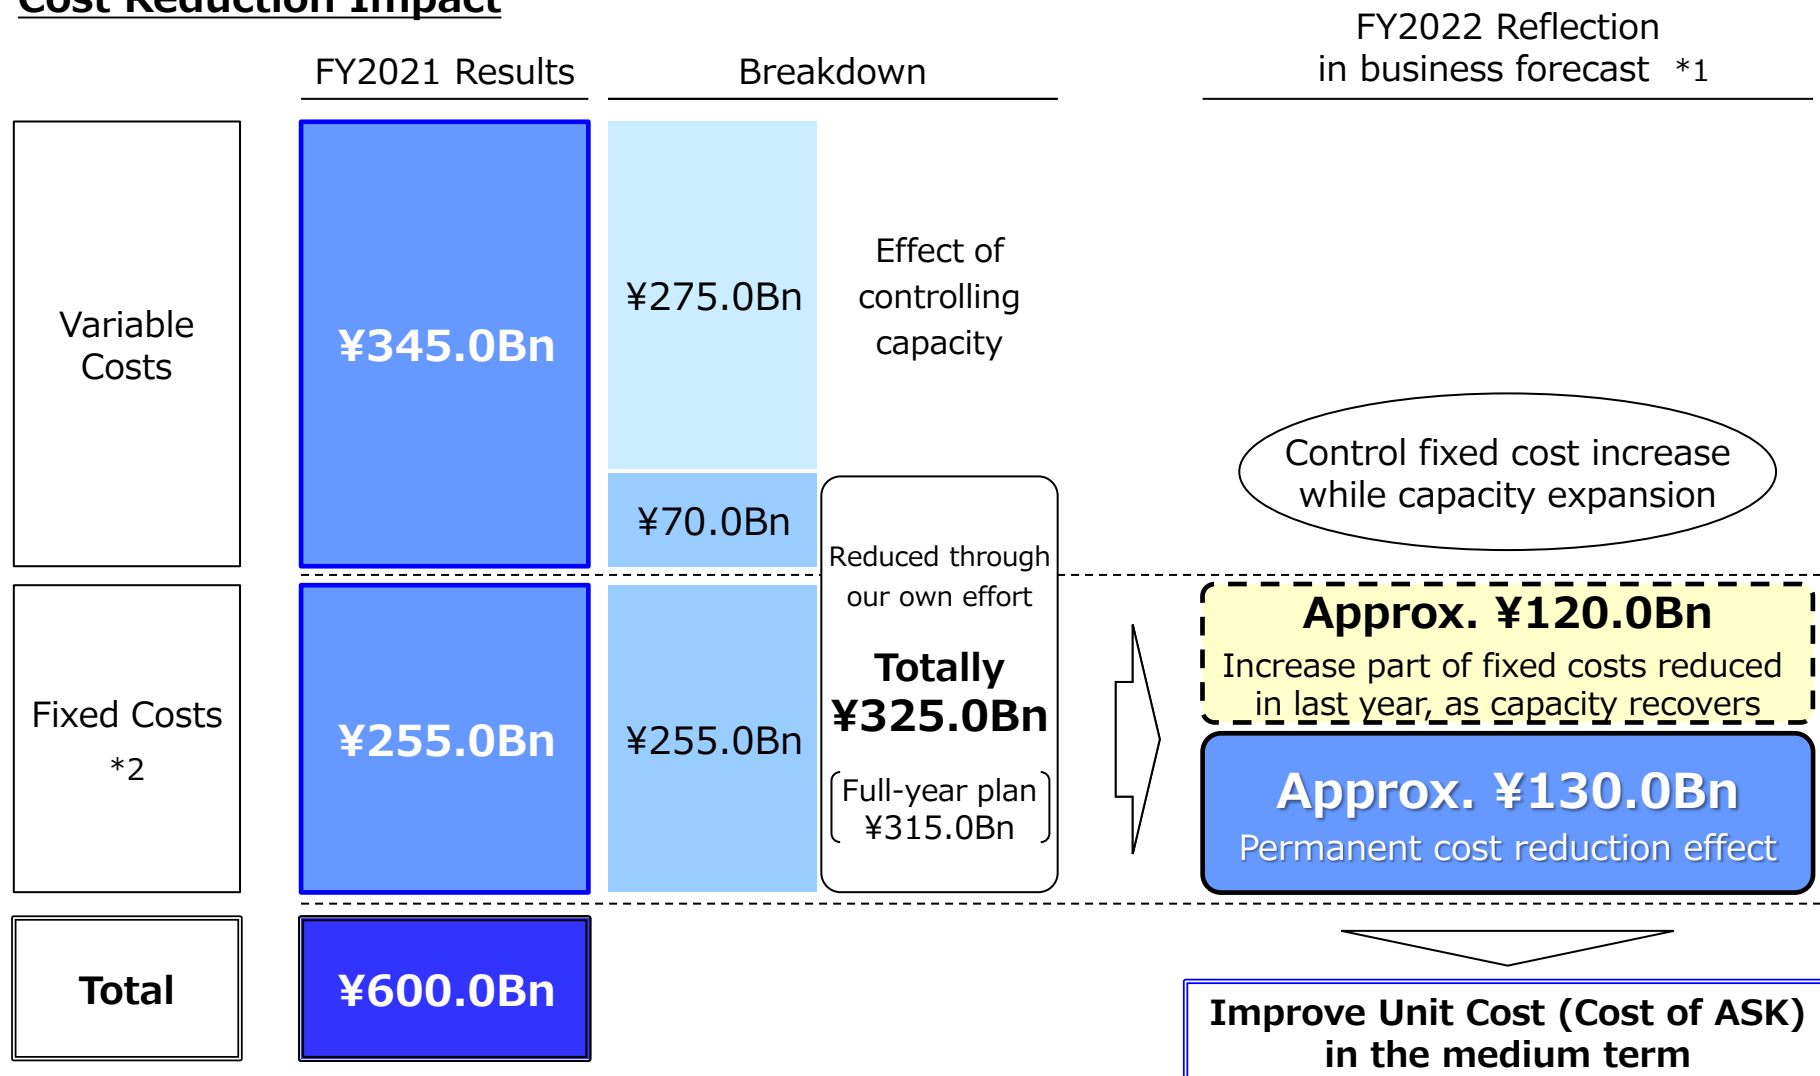 Cost Reduction Impact
FY2021 Results
Breakdown
FY2022 Reflection
in business forecast *1
Variable
Costs
¥345.0Bn
¥275.0Bn
Effect of
controlling
capacity
¥70.0Bn
Control fixed cost increase
while capacity expansion
Fixed Costs
*2
¥255.0Bn
¥255.0Bn
Reduced through
our own effort
Totally
¥325.0Bn
Full-year plan
¥315.0Bn
Approx. ¥120.0Bn
Increase part of fixed costs reduced
in last year, as capacity recovers
Approx. ¥130.0Bn
Permanent cost reduction effect
Total
¥600.0Bn
Improve Unit Cost (Cost of ASK)
in the medium term